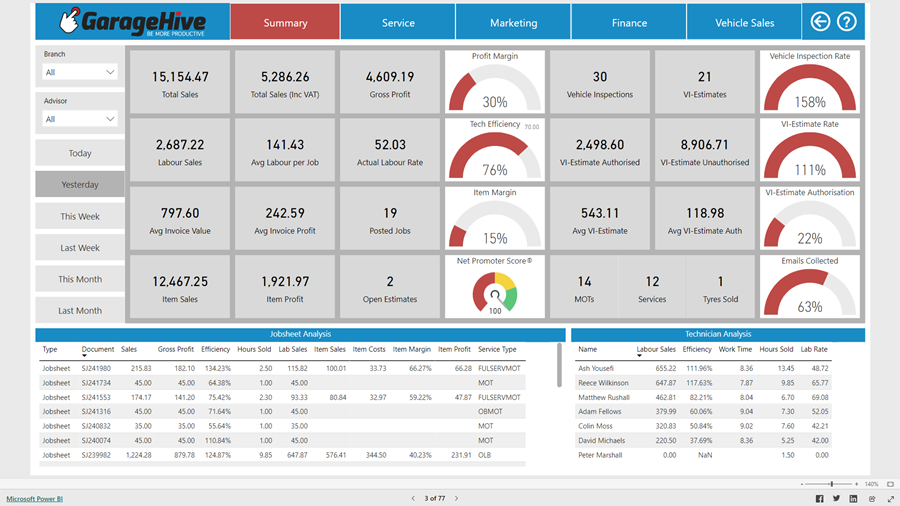 GarageHive
BE MORE PRODUCTIVE
Summary
Service
Marketing
Finance
Vehicle Sales
?
Branch
All
Advisor
All
Today
Yesterday
This Week
Last Week
This Month
Last Month
15,154.47
Total Sales
5,286.26
Total Sales (Inc VAT)
4,609.19
Gross Profit
Profit Margin
30%
30
Vehicle Inspections
21
VI-Estimates
Vehicle Inspection Rate
158%
2,687.22
Labour Sales
141.43
Avg Labour per Job
52.03
Actual Labour Rate
Tech Efficiency
70.00
76%
2,498.60
VI-Estimate Authorised
8,906.71
VI-Estimate Unauthorised
VI-Estimate Rate
111%
797.60
Avg Invoice Value
242.59
Avg Invoice Profit
19
Posted Jobs
Item Margin
15%
543.11
Avg VI-Estimate
118.98
Avg VI-Estimate Auth
VI-Estimate Authorisation
22%
12,467.25
Item Sales
1,921.97
Item Profit
2
Open Estimates
Net Promoter Score®
100
14
MOTs
12
Services
1
Tyres Sold
Emails Collected
63%
Jobsheet Analysis
Type Document Sales Gross Profit Efficiency Hours Sold Lab Sales Item Sales Item Costs Item Margin Item Profit Service Type
Jobsheet SJ241980 215.83 182.10 134.23% 2.50 115.82 100.01 33.73 66.27% 66.28 FULSERVMOT
Jobsheet SJ241734 45.00 45.00 64.38% 1.00 45.00 MOT
Jobsheet SJ241553 174.17 141.20 75.42% 2.30 93.33 80.84 32.97 59.22% 47.87 FULSERVMOT
Jobsheet SJ241316 45.00 45.00 71.64% 1.00 45.00 OBMOT
Jobsheet SJ240832 35.00 35.00 55.64% 1.00 35.00 MOT
Jobsheet SJ240074 45.00 45.00 110.84% 1.00 45.00 MOT
Jobsheet SJ239982 1,224.28 879.78 124.87% 9.85 647.87 576.41 344.50 40.23% 231.91 OLB
Technician Analysis
Name Labour Sales Efficiency Work Time Hours Sold Lab Rate
Ash Yousefi 655.22 111.96% 8.36 13.45 48.72
Reece Wilkinson 647.87 117.63% 7.87 9.85 65.77
Matthew Rushall 462.81 82.21% 8.04 6.70 69.08
Adam Fellows 379.99 60.06% 9.04 7.30 52.05
Colin Moss 320.83 50.84% 9.02 7.60 42.21
David Michaels 220.50 37.69% 8.36 5.25 42.00
Peter Marshall 0.00 NaN 1.50 0.00
- + 140%
Microsoft Power BI
< 3 of 77 >